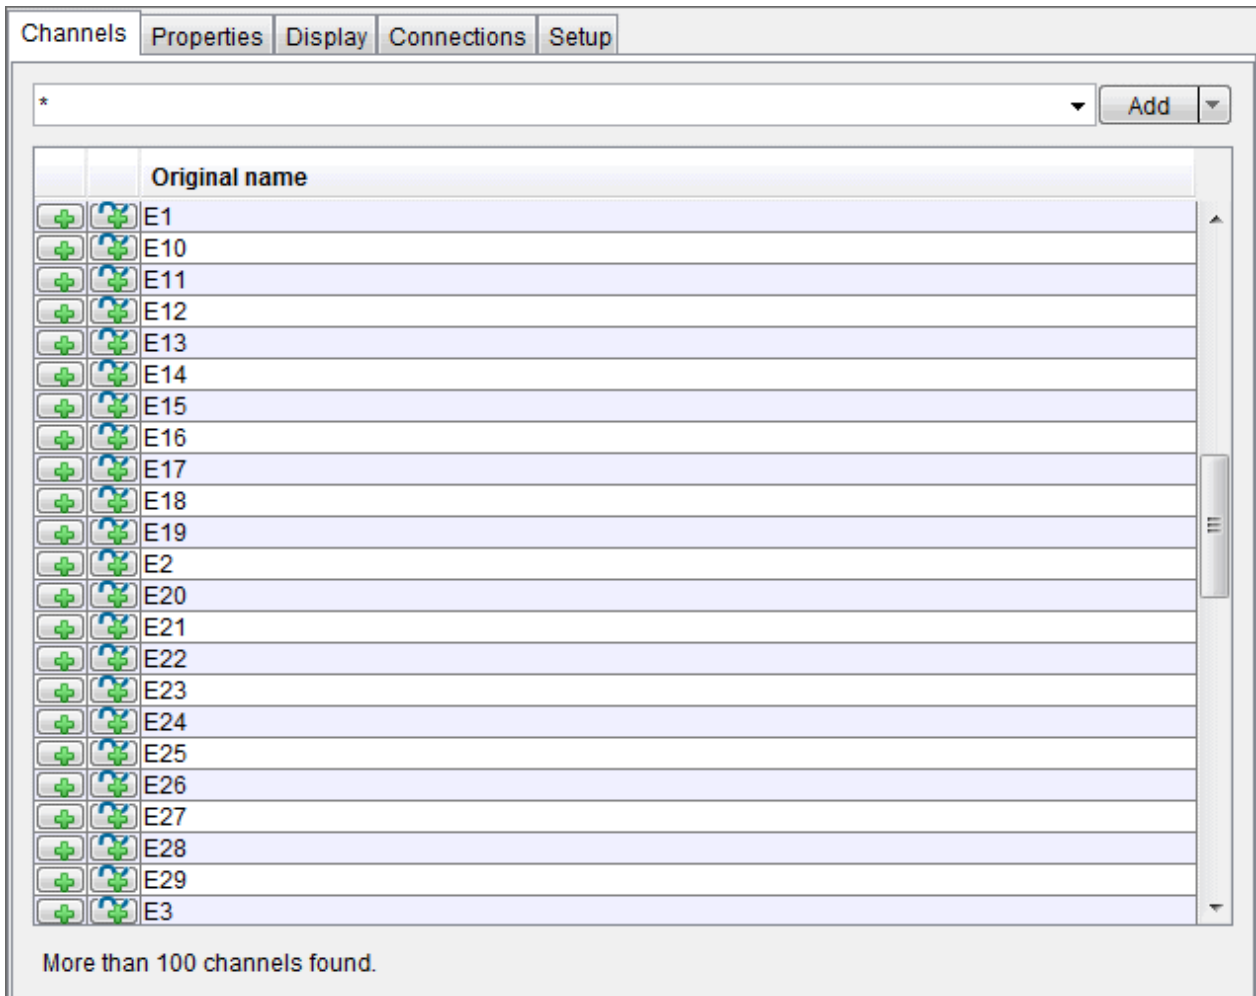 Channels Properties Display Connections Setup
* Add
Original name
E1
E10
E11
E12
E13
E14
E15
E16
E17
E18
E19
E2
E20
E21
E22
E23
E24
E25
E26
E27
E28
E29
E3
More than 100 channels found.